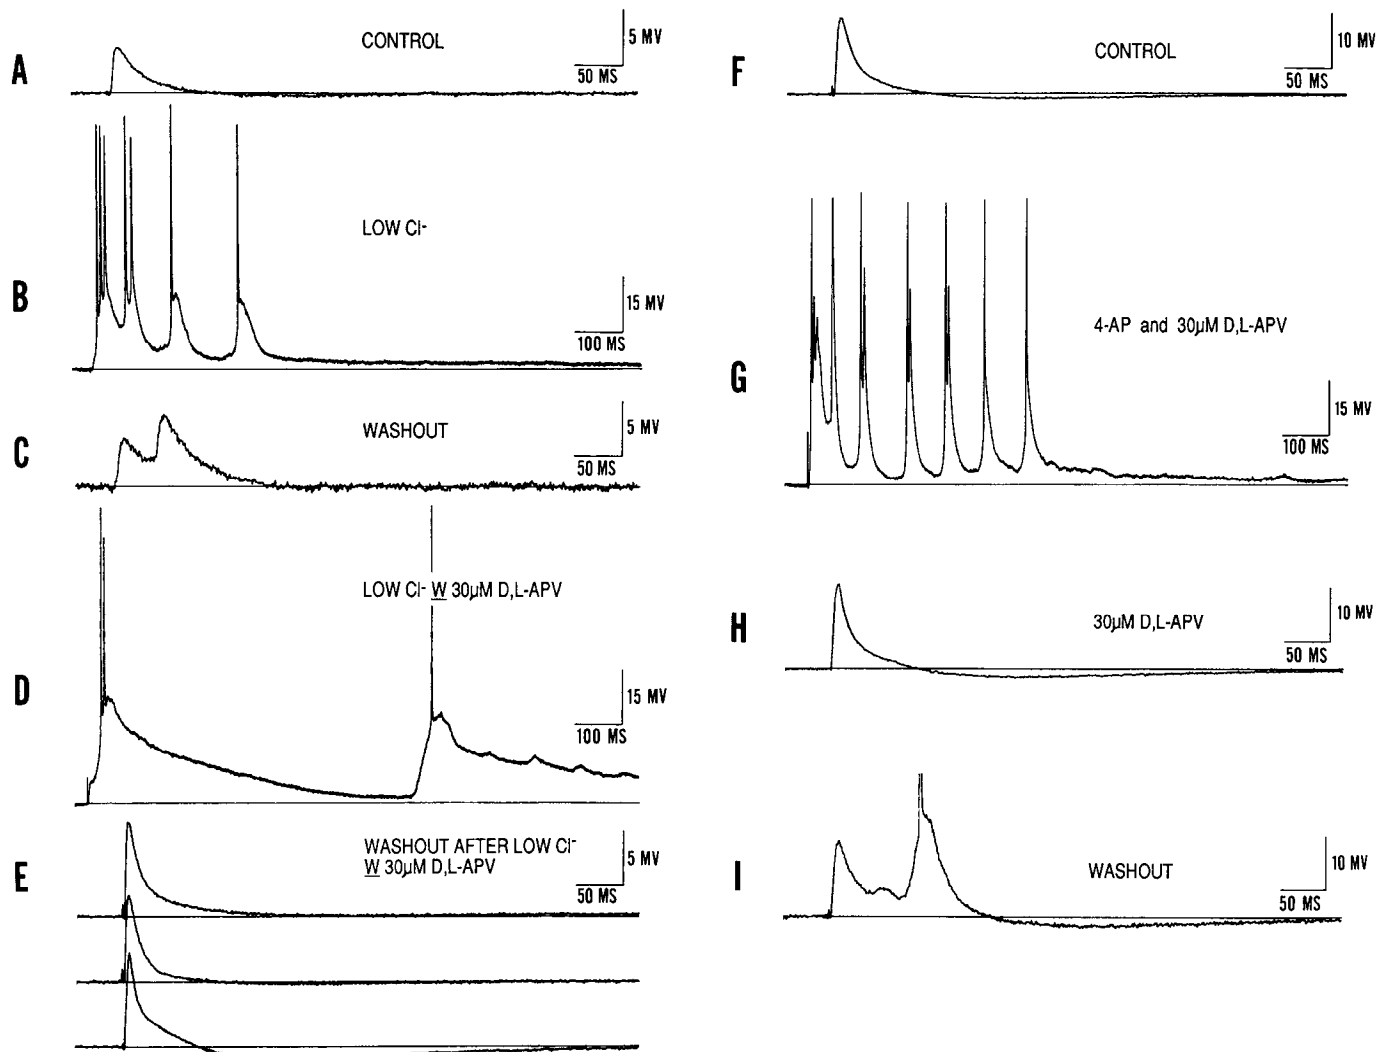 A
CONTROL
5 MV
50 MS
B
LOW Cl-
15 MV
100 MS
C
WASHOUT
5 MV
50 MS
D
LOW Cl- W 30µM D,L-APV
15 MV
100 MS
E
WASHOUT AFTER LOW Cl-
W 30µM D,L-APV
5 MV
50 MS
F
CONTROL
10 MV
50 MS
G
4-AP and 30µM D,L-APV
15 MV
100 MS
H
30µM D,L-APV
10 MV
50 MS
I
WASHOUT
10 MV
50 MS